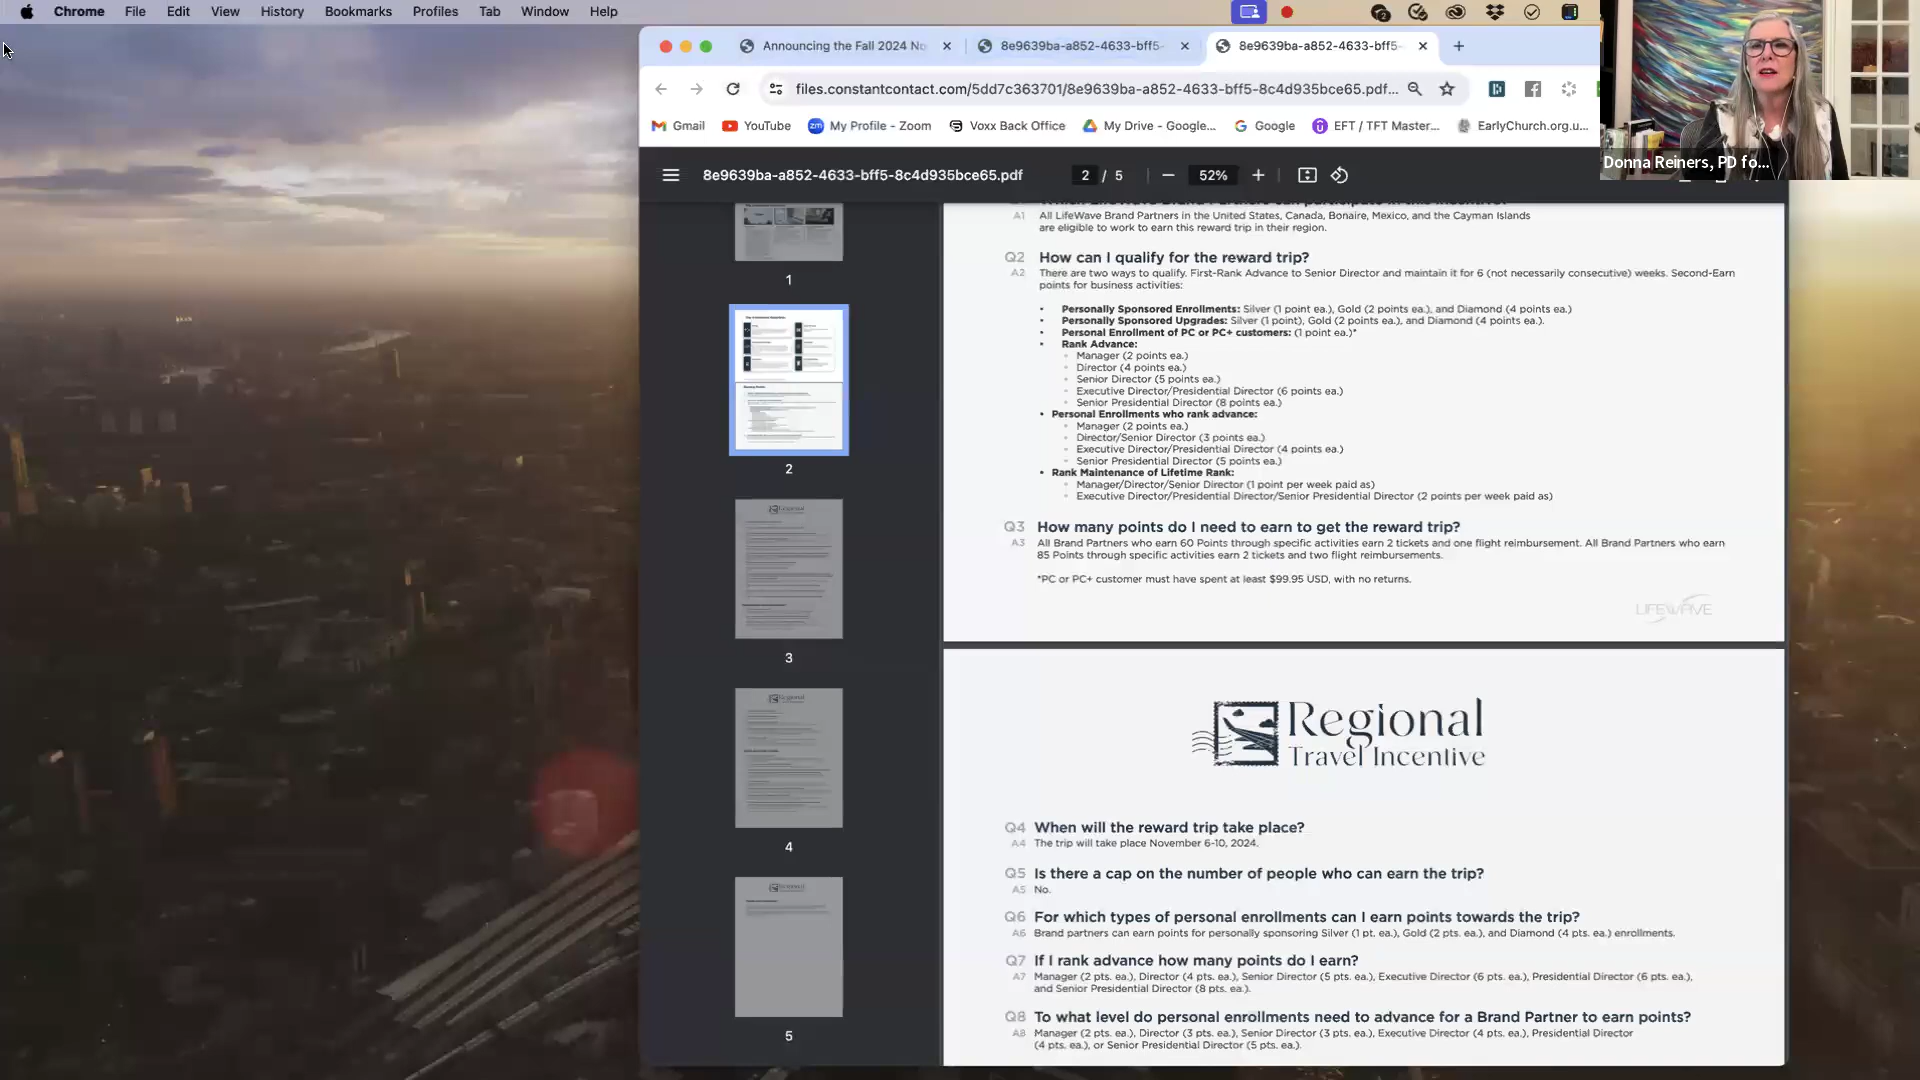 Chrome File Edit View History Bookmarks Profiles Tab Window Help
Announcing the Fall 2024 No
8e9639ba-a852-4633-bff5-
8e9639ba-a852-4633-bff5-
files.constantcontact.com/5dd7c363701/8e9639ba-a852-4633-bff5-8c4d935bce65.pdf...
Gmail YouTube My Profile - Zoom Voxx Back Office My Drive - Google... Google EFT / TFT Master... EarlyChurch.org.u...
Donna Reiners, PD fo...
8e9639ba-a852-4633-bff5-8c4d935bce65.pdf 2 / 5 52%
1
2
3
4
5
A1 All LifeWave Brand Partners in the United States, Canada, Bonaire, Mexico, and the Cayman Islands
are eligible to work to earn this reward trip in their region.
Q2 How can I qualify for the reward trip?
A2 There are two ways to qualify. First-Rank Advance to Senior Director and maintain it for 6 (not necessarily consecutive) weeks. Second-Earn
points for business activities:
• Personally Sponsored Enrollments: Silver (1 point ea.), Gold (2 points ea.), and Diamond (4 points ea.)
• Personally Sponsored Upgrades: Silver (1 point), Gold (2 points ea.), and Diamond (4 points ea.).
• Personal Enrollment of PC or PC+ customers: (1 point ea.)*
• Rank Advance:
◦ Manager (2 points ea.)
◦ Director (4 points ea.)
◦ Senior Director (5 points ea.)
◦ Executive Director/Presidential Director (6 points ea.)
◦ Senior Presidential Director (8 points ea.)
• Personal Enrollments who rank advance:
◦ Manager (2 points ea.)
◦ Director/Senior Director (3 points ea.)
◦ Executive Director/Presidential Director (4 points ea.)
◦ Senior Presidential Director (5 points ea.)
• Rank Maintenance of Lifetime Rank:
◦ Manager/Director/Senior Director (1 point per week paid as)
◦ Executive Director/Presidential Director/Senior Presidential Director (2 points per week paid as)
Q3 How many points do I need to earn to get the reward trip?
A3 All Brand Partners who earn 60 Points through specific activities earn 2 tickets and one flight reimbursement. All Brand Partners who earn
85 Points through specific activities earn 2 tickets and two flight reimbursements.
*PC or PC+ customer must have spent at least $99.95 USD, with no returns.
LIFEWAVE
Regional
Travel Incentive
Q4 When will the reward trip take place?
A4 The trip will take place November 6-10, 2024.
Q5 Is there a cap on the number of people who can earn the trip?
A5 No.
Q6 For which types of personal enrollments can I earn points towards the trip?
A6 Brand partners can earn points for personally sponsoring Silver (1 pt. ea.), Gold (2 pts. ea.), and Diamond (4 pts. ea.) enrollments.
Q7 If I rank advance how many points do I earn?
A7 Manager (2 pts. ea.), Director (4 pts. ea.), Senior Director (5 pts. ea.), Executive Director (6 pts. ea.), Presidential Director (6 pts. ea.),
and Senior Presidential Director (8 pts. ea.).
Q8 To what level do personal enrollments need to advance for a Brand Partner to earn points?
A8 Manager (2 pts. ea.), Director (3 pts. ea.), Senior Director (3 pts. ea.), Executive Director (4 pts. ea.), Presidential Director
(4 pts. ea.), or Senior Presidential Director (5 pts. ea.).